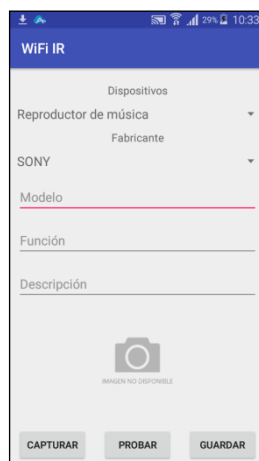 29% 10:33
WiFi IR
Dispositivos
Reproductor de música
Fabricante
SONY
Modelo
Función
Descripción
IMAGEN NO DISPONIBLE
CAPTURAR PROBAR GUARDAR